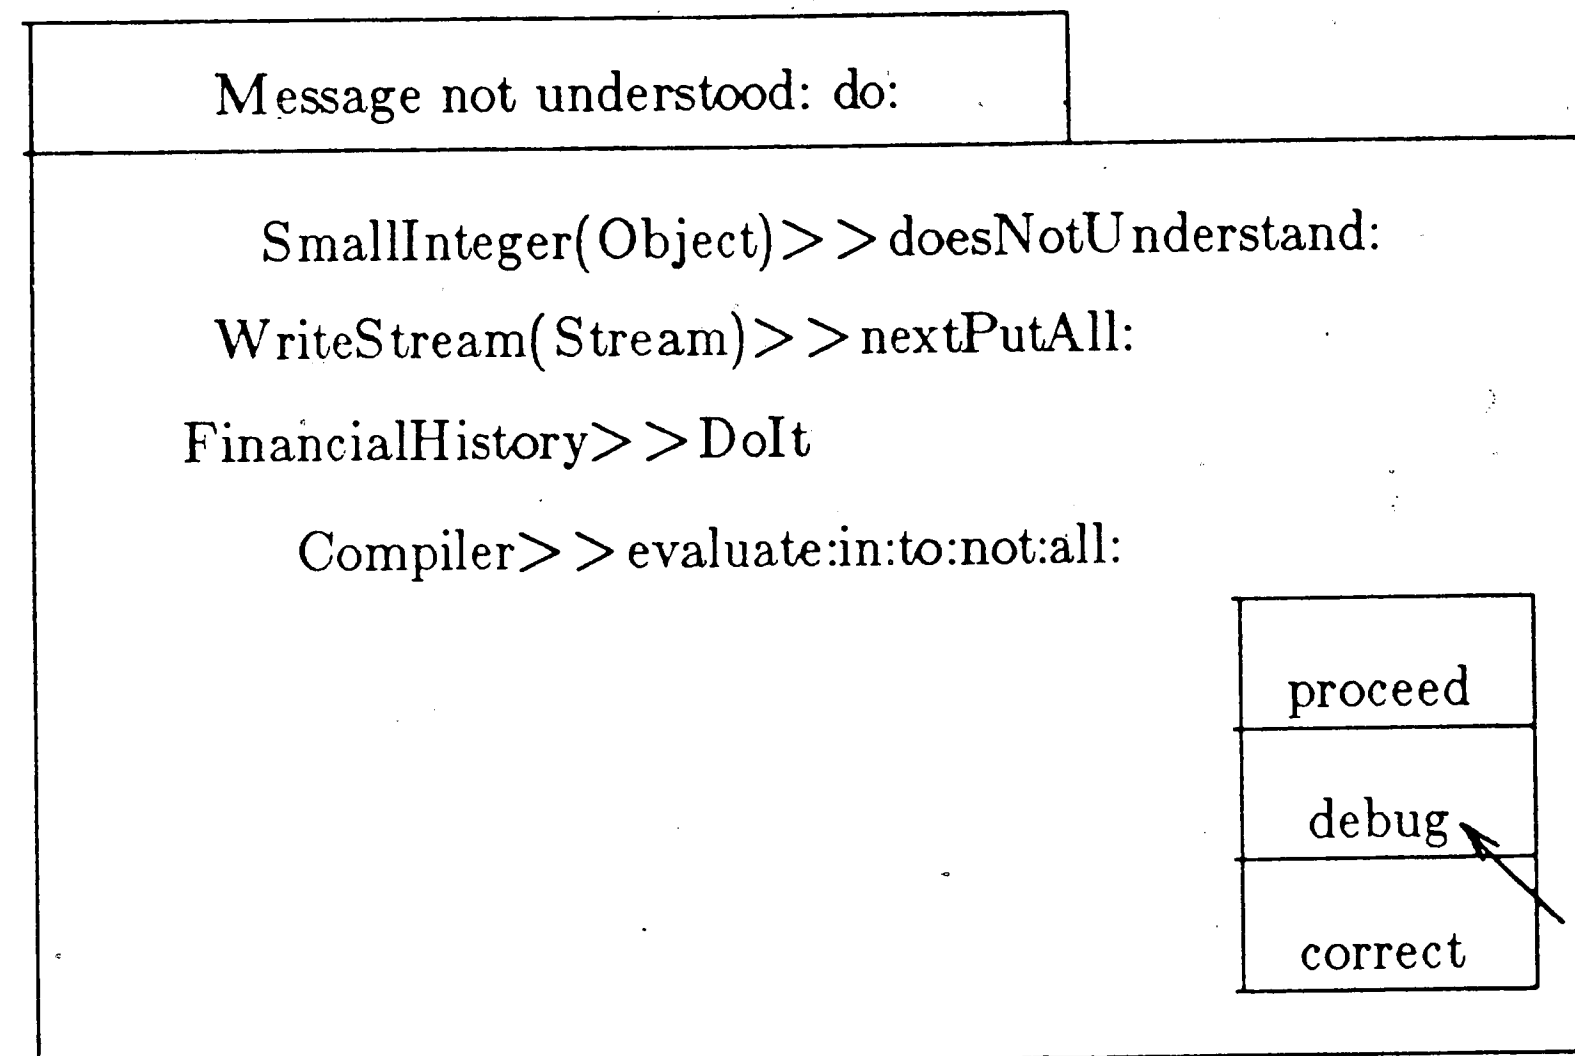 Message not understood: do:
SmallInteger(Object)>>doesNotUnderstand:
WriteStream(Stream)>>nextPutAll:
FinancialHistory>>DoIt
Compiler>>evaluate:in:to:not:all:
proceed
debug
correct